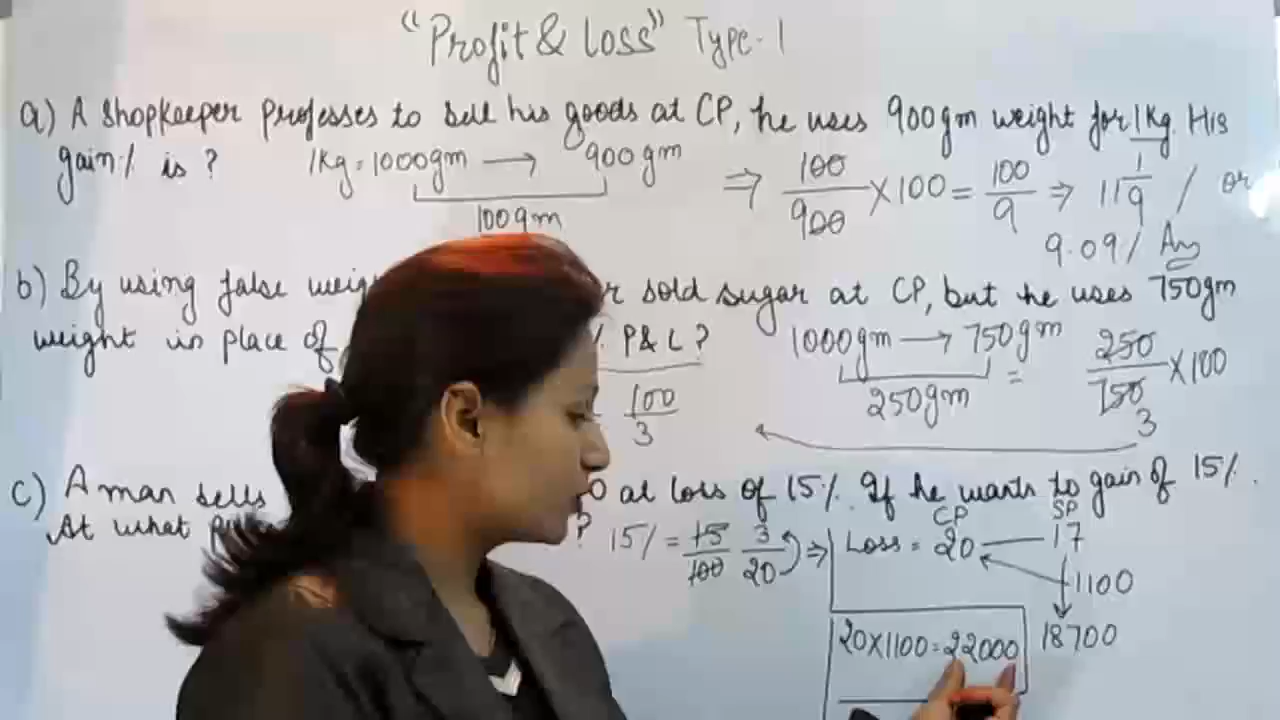 "Profit & Loss" Type-1
a) A Shopkeeper professes to sell his goods at CP, he uses 900gm weight for 1Kg. His
gain% is? 1Kg=1000gm → 900gm
100gm
⇒ 100/900 ×100 = 100/9 ⇒ 11 1/9 % or
9.09% Ans
b) By using false sold sugar at CP, but he uses 750gm
weight in place of % P&L?
100/3
1000gm → 750gm
250gm
= 250/750 ×100
3
c) A man sells 0 at loss of 15%. If he wants to gain of 15%.
At what ?
15% = 15/100 3/20 ⇒
CP SP
Loss = 20 — 17
1100
20×1100=22000
18700